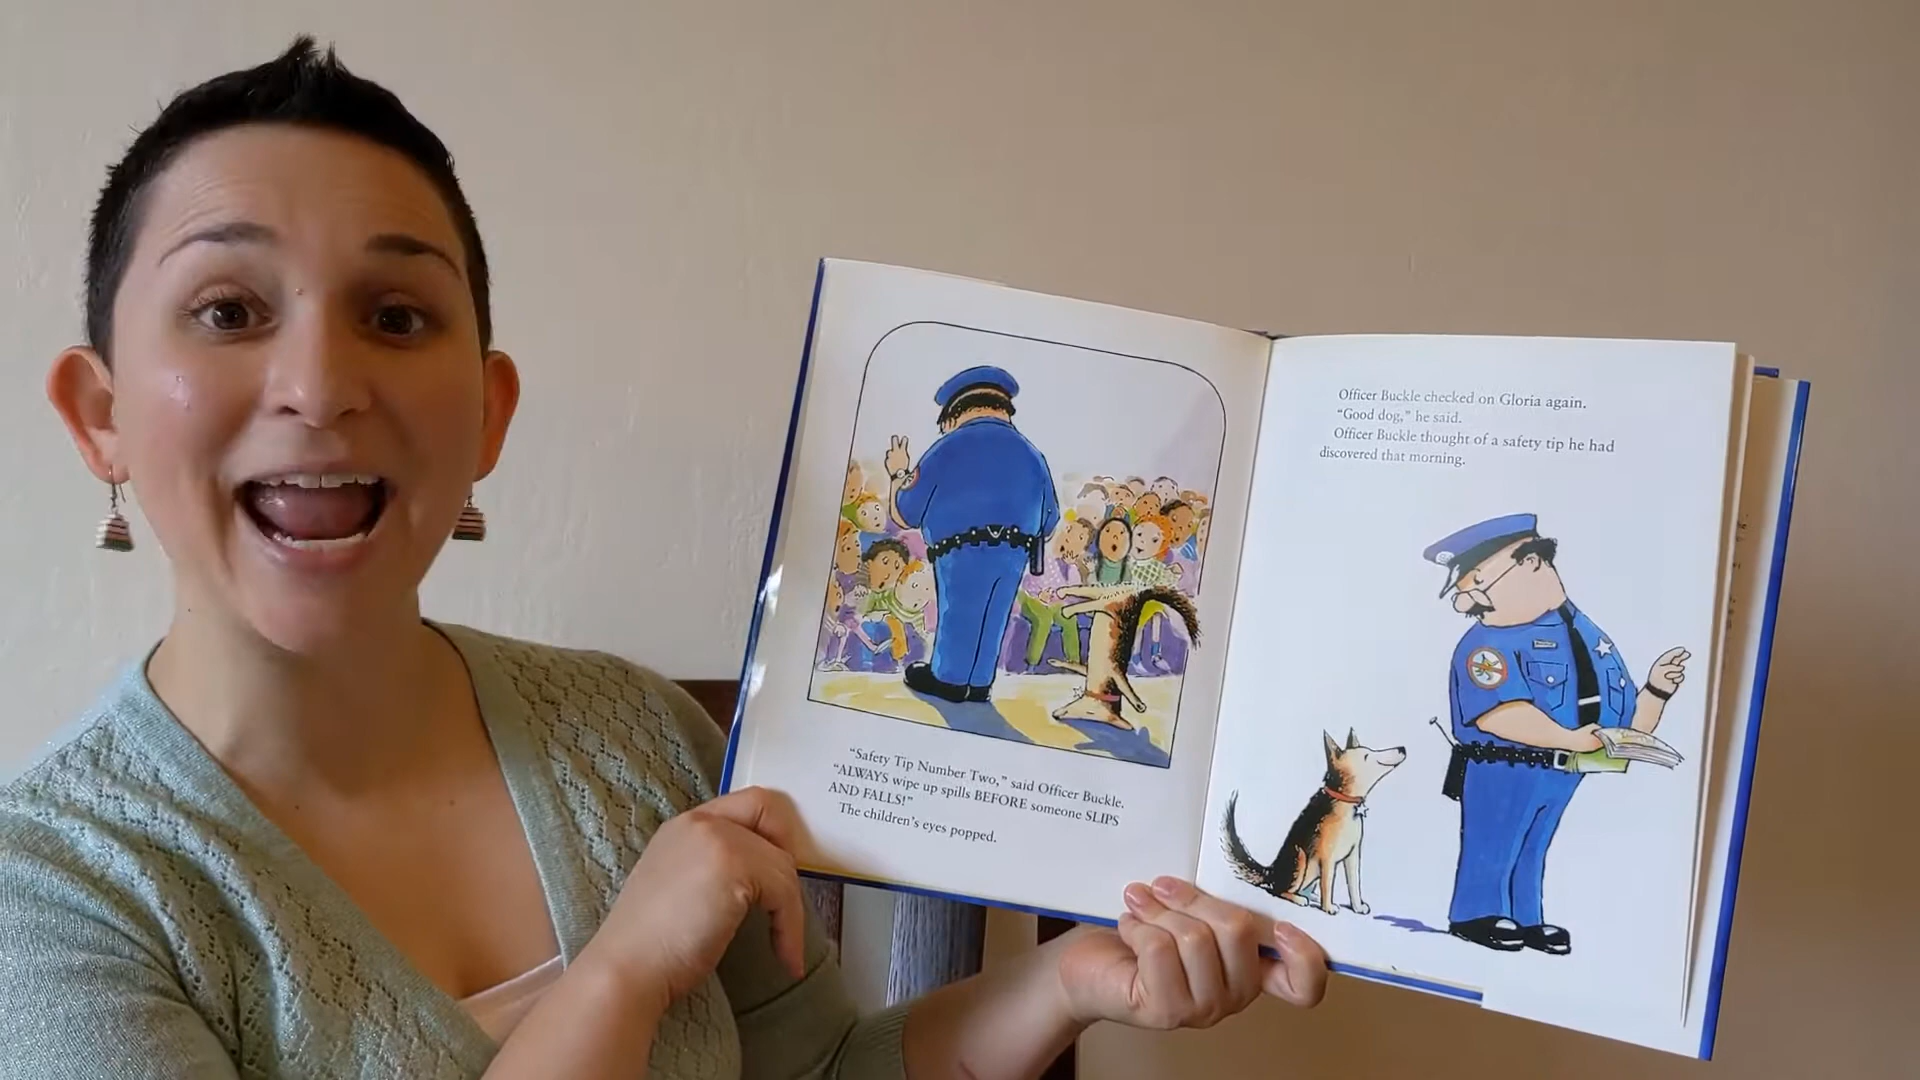 "Safety Tip Number Two," said Officer Buckle.
"ALWAYS wipe up spills BEFORE someone SLIPS
AND FALLS!"
The children's eyes popped.
Officer Buckle checked on Gloria again.
"Good dog," he said.
Officer Buckle thought of a safety tip he had
discovered that morning.